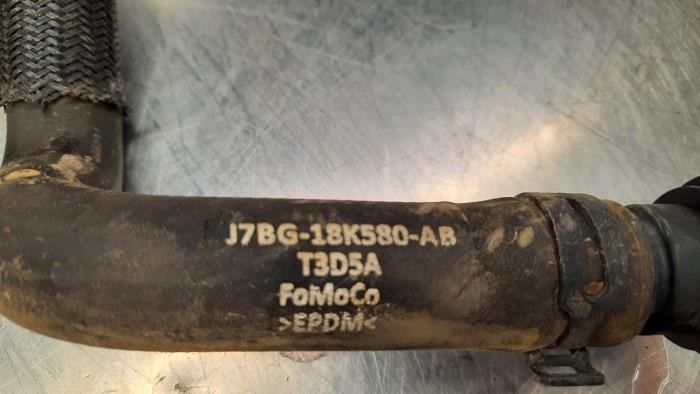 J7BG-18K580-AB
T3D5A
FoMoCo
>EPDM<